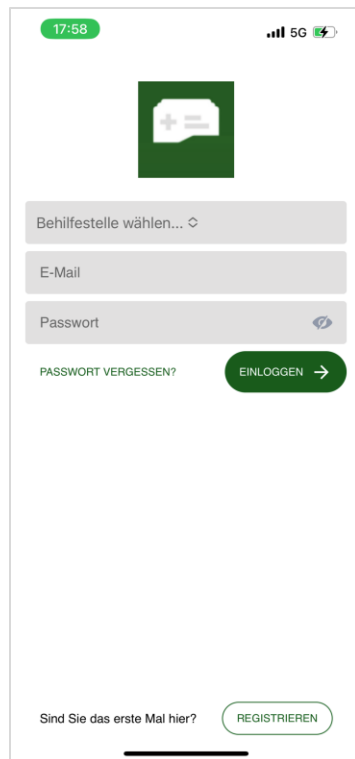 17:58 5G
Behilfestelle wählen...
E-Mail
Passwort
PASSWORT VERGESSEN? EINLOGGEN →
Sind Sie das erste Mal hier? REGISTRIEREN